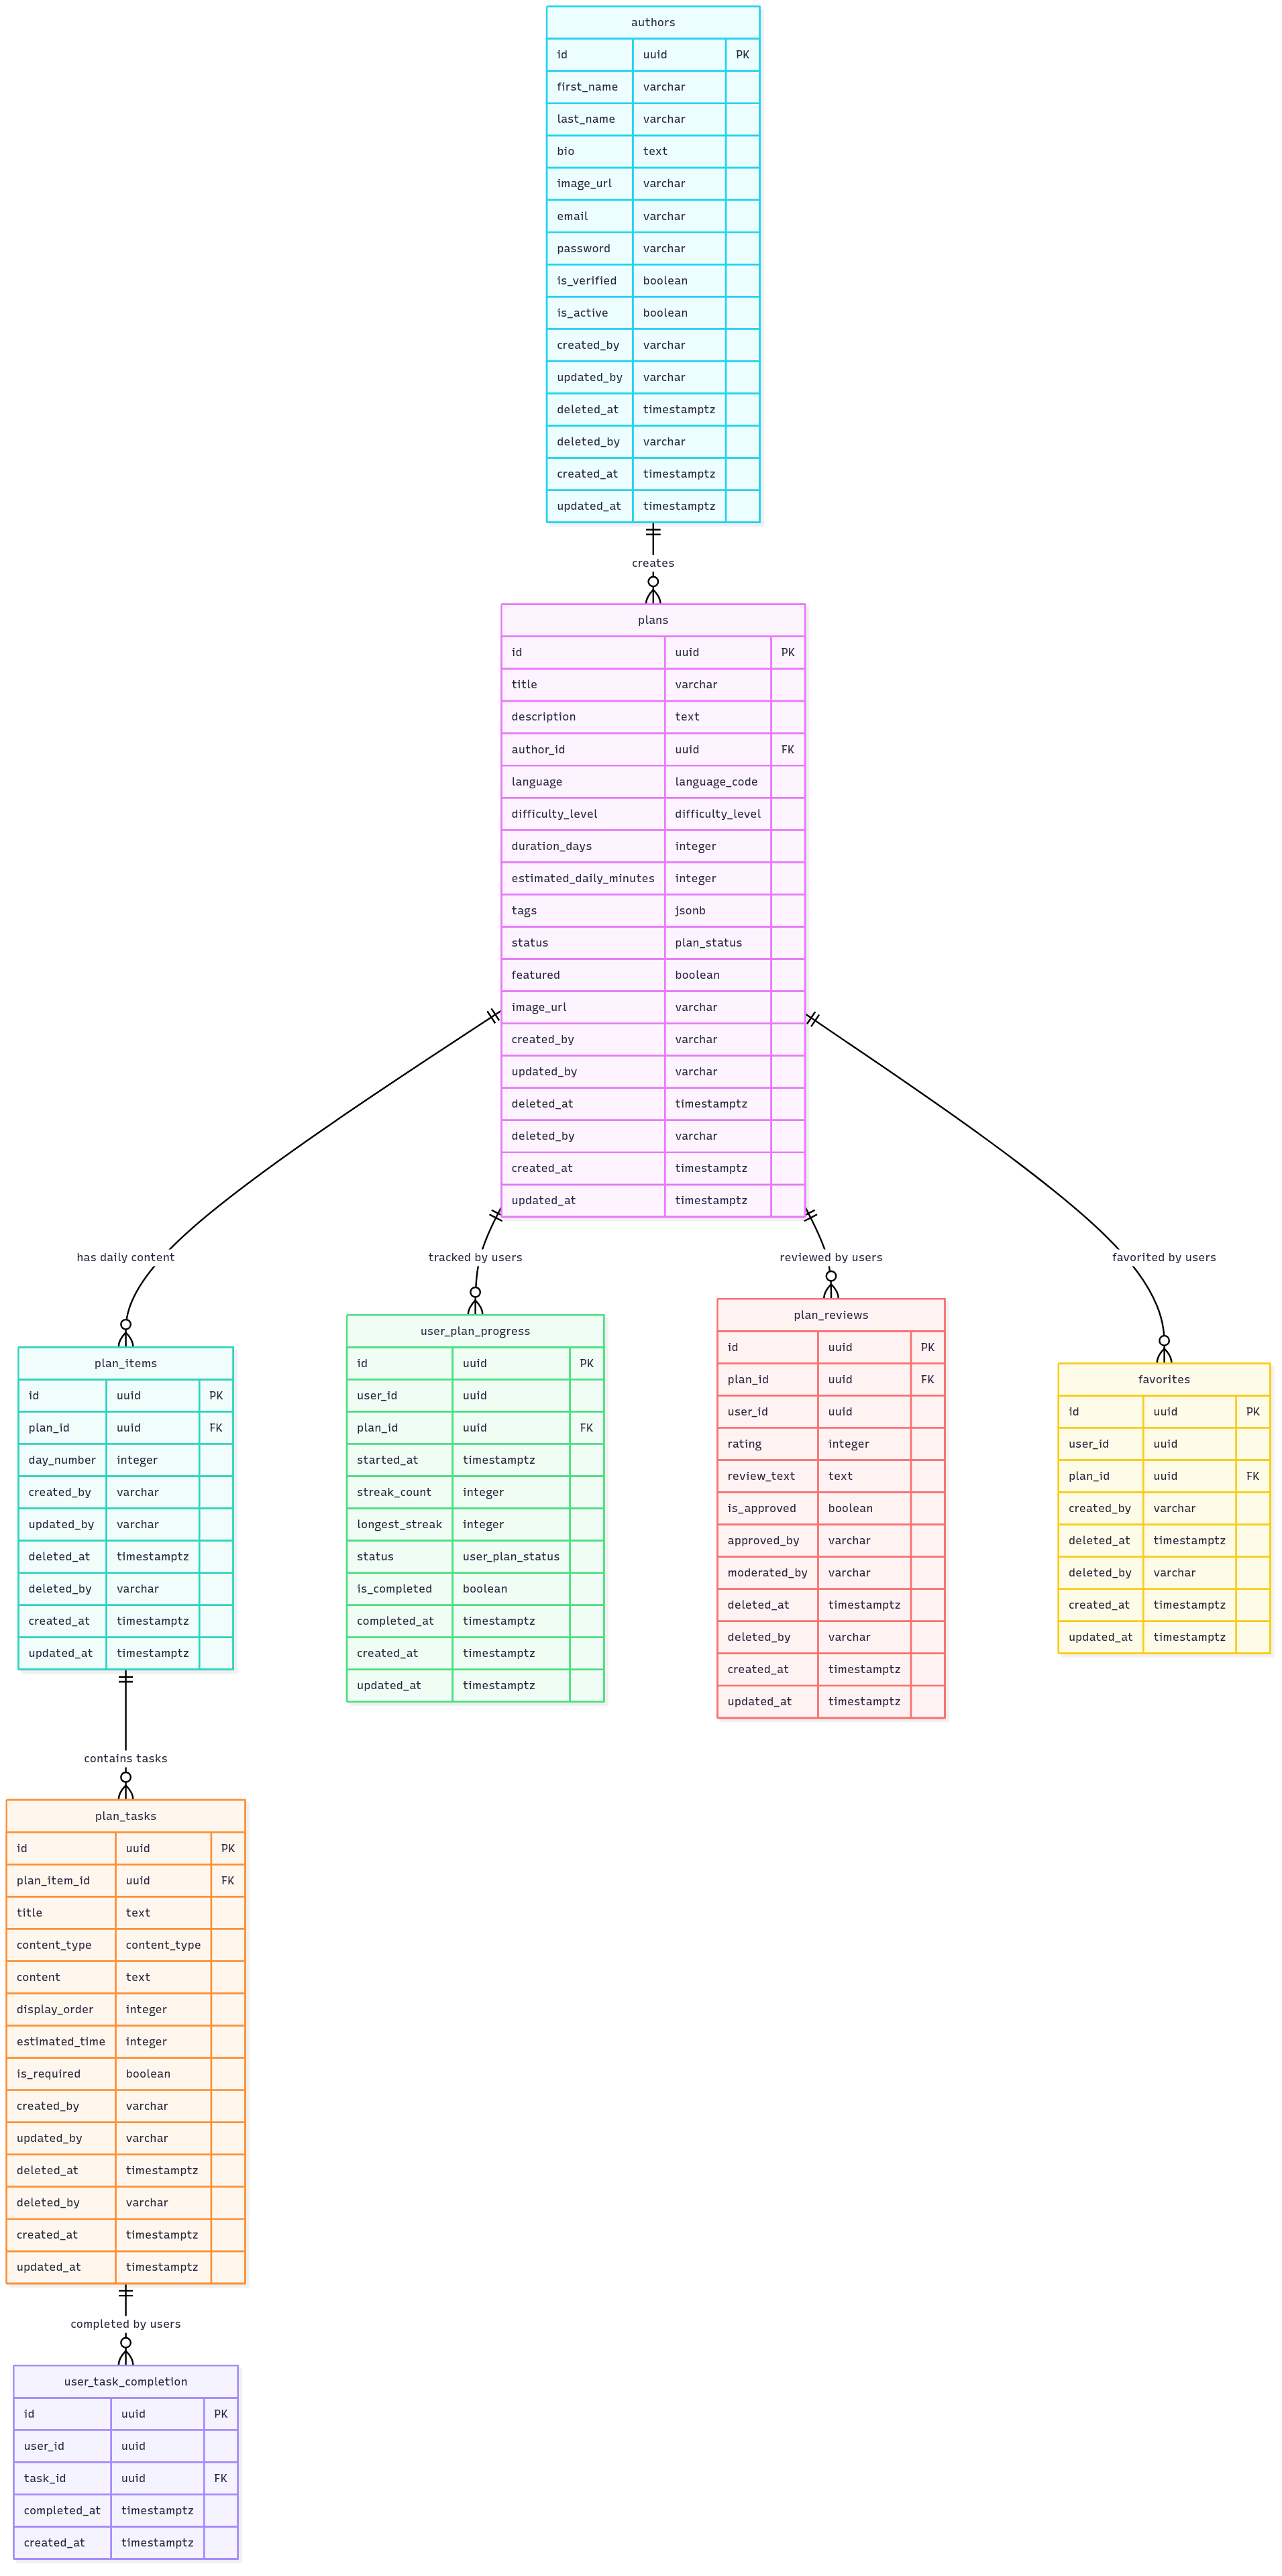 authors
id uuid PK
first_name varchar
last_name varchar
bio text
image_url varchar
email varchar
password varchar
is_verified boolean
is_active boolean
created_by varchar
updated_by varchar
deleted_at timestamptz
deleted_by varchar
created_at timestamptz
updated_at timestamptz
creates
plans
id uuid PK
title varchar
description text
author_id uuid FK
language language_code
difficulty_level difficulty_level
duration_days integer
estimated_daily_minutes integer
tags jsonb
status plan_status
featured boolean
image_url varchar
created_by varchar
updated_by varchar
deleted_at timestamptz
deleted_by varchar
created_at timestamptz
updated_at timestamptz
has daily content
tracked by users
reviewed by users
favorited by users
plan_items
id uuid PK
plan_id uuid FK
day_number integer
created_by varchar
updated_by varchar
deleted_at timestamptz
deleted_by varchar
created_at timestamptz
updated_at timestamptz
user_plan_progress
id uuid PK
user_id uuid
plan_id uuid FK
started_at timestamptz
streak_count integer
longest_streak integer
status user_plan_status
is_completed boolean
completed_at timestamptz
created_at timestamptz
updated_at timestamptz
plan_reviews
id uuid PK
plan_id uuid FK
user_id uuid
rating integer
review_text text
is_approved boolean
approved_by varchar
moderated_by varchar
deleted_at timestamptz
deleted_by varchar
created_at timestamptz
updated_at timestamptz
favorites
id uuid PK
user_id uuid
plan_id uuid FK
created_by varchar
deleted_at timestamptz
deleted_by varchar
created_at timestamptz
updated_at timestamptz
contains tasks
plan_tasks
id uuid PK
plan_item_id uuid FK
title text
content_type content_type
content text
display_order integer
estimated_time integer
is_required boolean
created_by varchar
updated_by varchar
deleted_at timestamptz
deleted_by varchar
created_at timestamptz
updated_at timestamptz
completed by users
user_task_completion
id uuid PK
user_id uuid
task_id uuid FK
completed_at timestamptz
created_at timestamptz